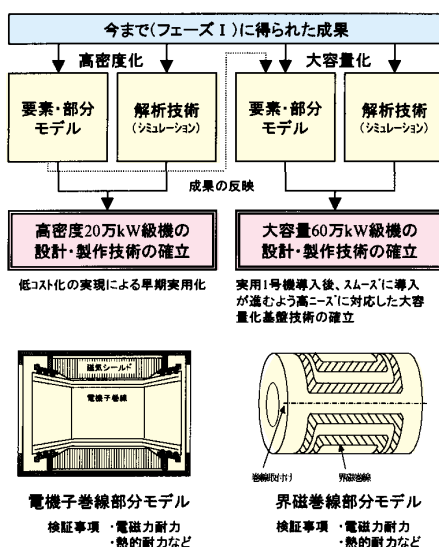 今まで(フェーズⅠ)に得られた成果
高密度化
大容量化
要素・部分
モデル
解析技術
(シミュレーション)
要素・部分
モデル
解析技術
(シミュレーション)
成果の反映
高密度20万kW級機の
設計・製作技術の確立
大容量60万kW級機の
設計・製作技術の確立
低コスト化の実現による早期実用化
実用1号機導入後、スムーズに導入
が進むよう高ニーズに対応した大容
量化基盤技術の確立
磁気シールド
電機子巻線
巻線取付け
界磁巻線
電機子巻線部分モデル
検証事項 ・電磁力耐力
・熱的耐力など
界磁巻線部分モデル
検証事項 ・電磁力耐力
・熱的耐力など